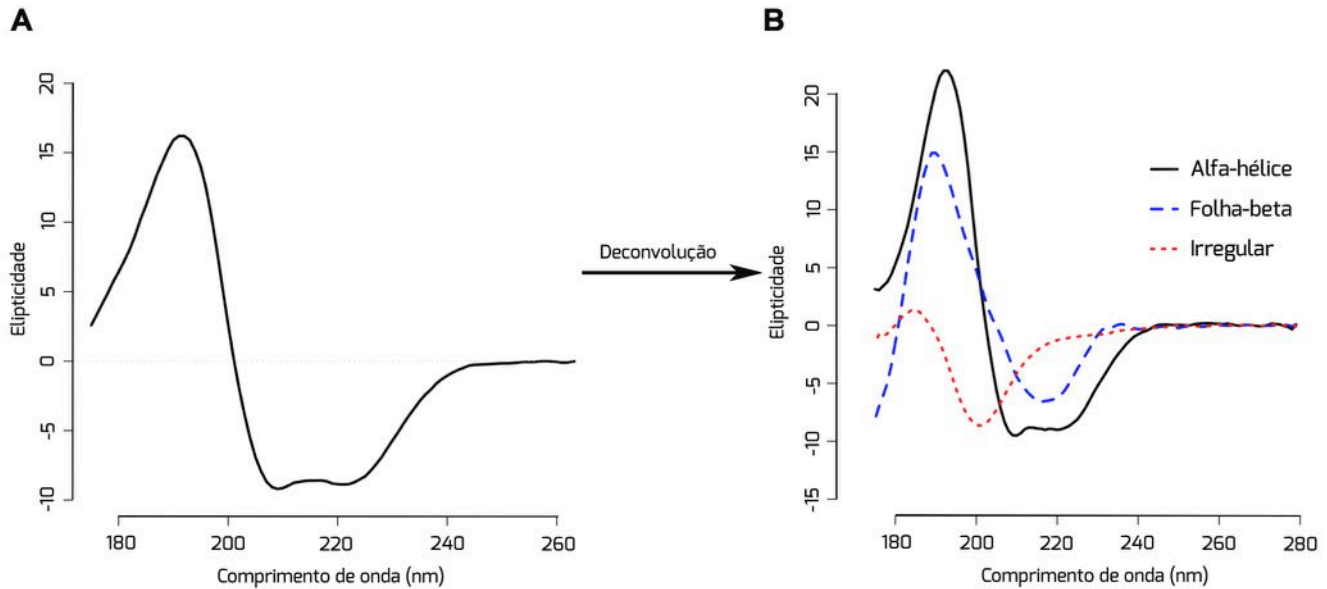 A
B
20
15
10
5
0
-5
-10
Elipticidade
180
200
220
240
260
Comprimento de onda (nm)
Deconvolução
20
15
10
5
0
-5
-10
-15
Elipticidade
Alfa-hélice
Folha-beta
Irregular
180
200
220
240
260
280
Comprimento de onda (nm)